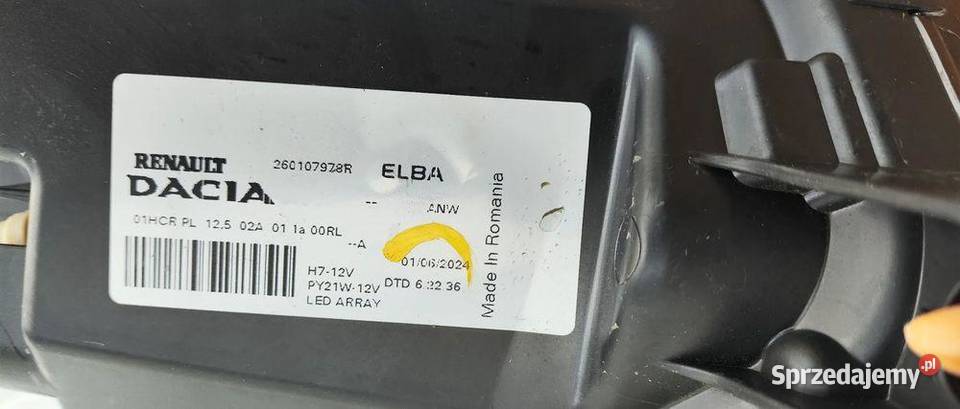 RENAULT 260107978R ELBA
DACIA -- ANW
01HCR PL 12.5 02A 01 1a 00RL
--A
01/06/2024
H7-12V
PY21W-12V DTD 6.22.36
LED ARRAY
Made In Romania
Sprzedajemy.pl